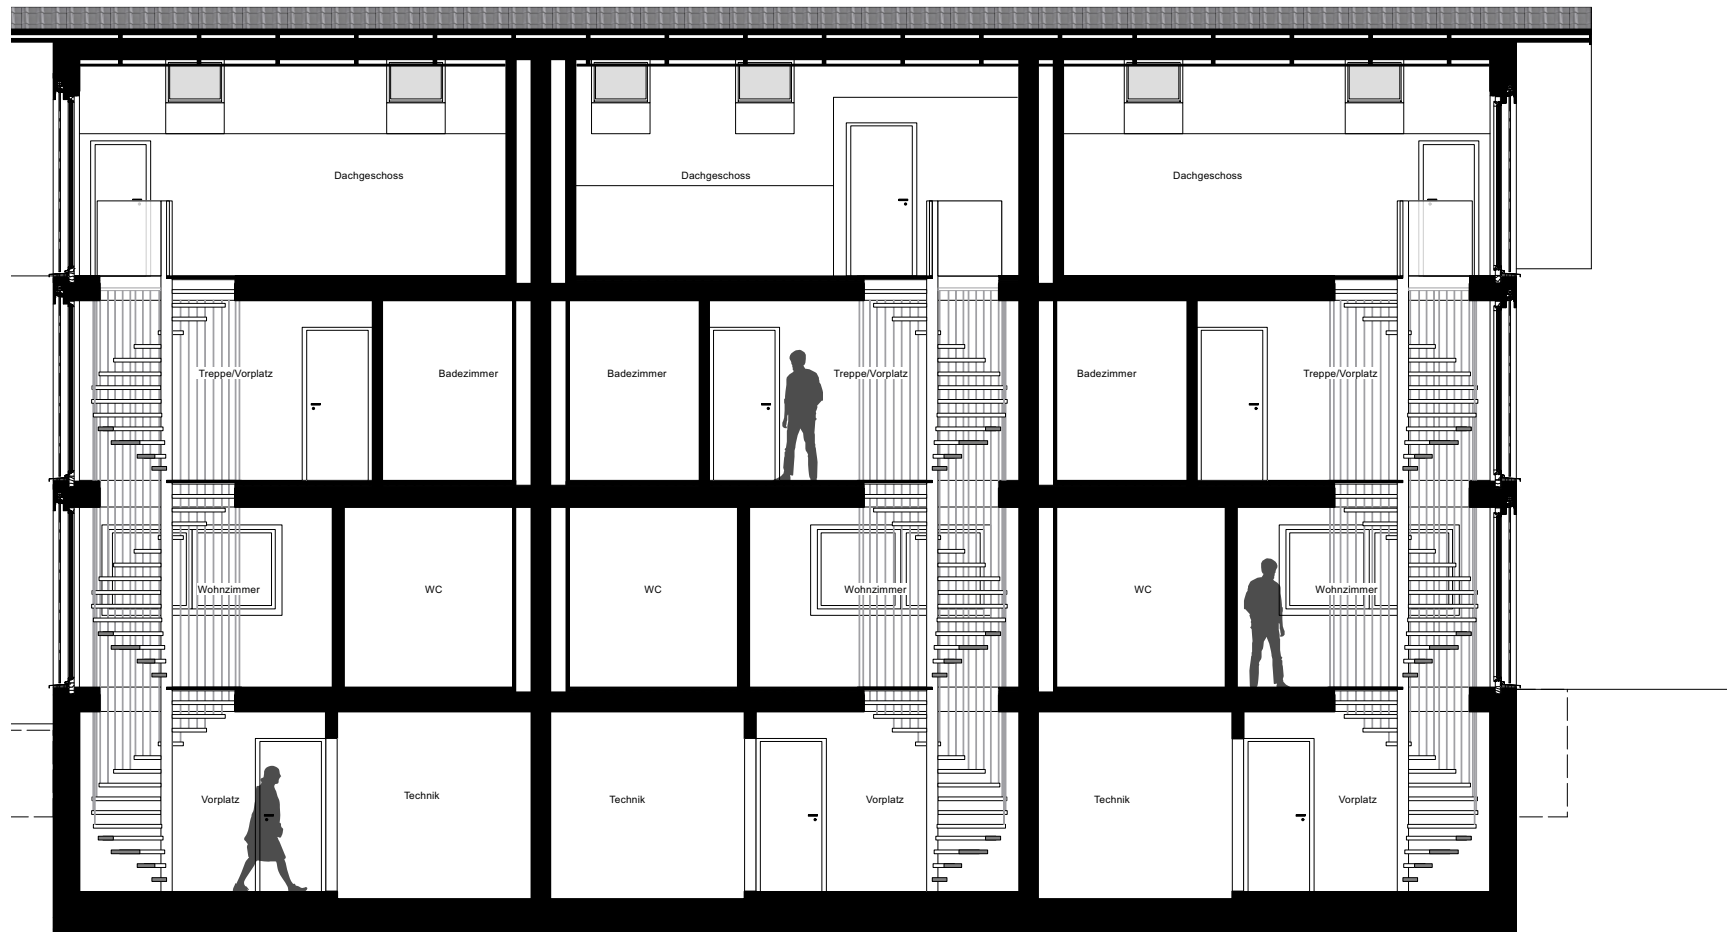 Dachgeschoss
Dachgeschoss
Dachgeschoss
Treppe/Vorplatz
Badezimmer
Badezimmer
Treppe/Vorplatz
Badezimmer
Treppe/Vorplatz
Wohnzimmer
WC
WC
Wohnzimmer
WC
Wohnzimmer
Vorplatz
Technik
Technik
Vorplatz
Technik
Vorplatz